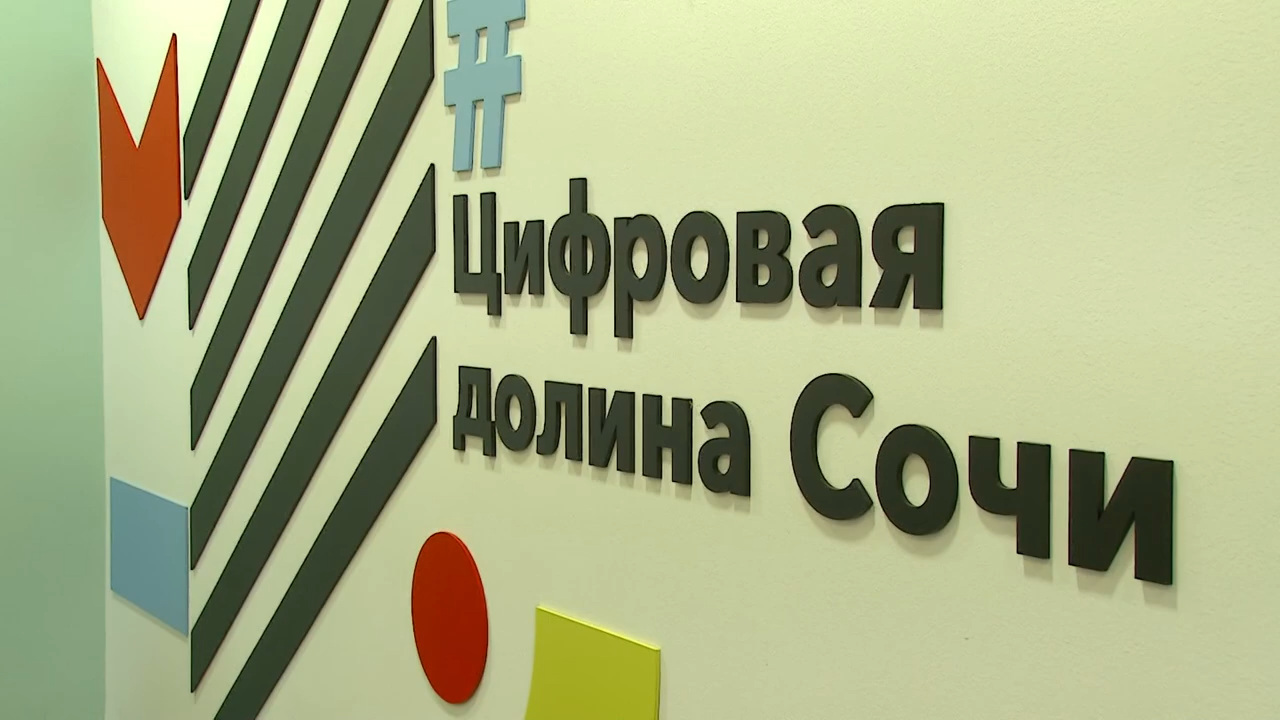 #
Цифровая
долина Сочи